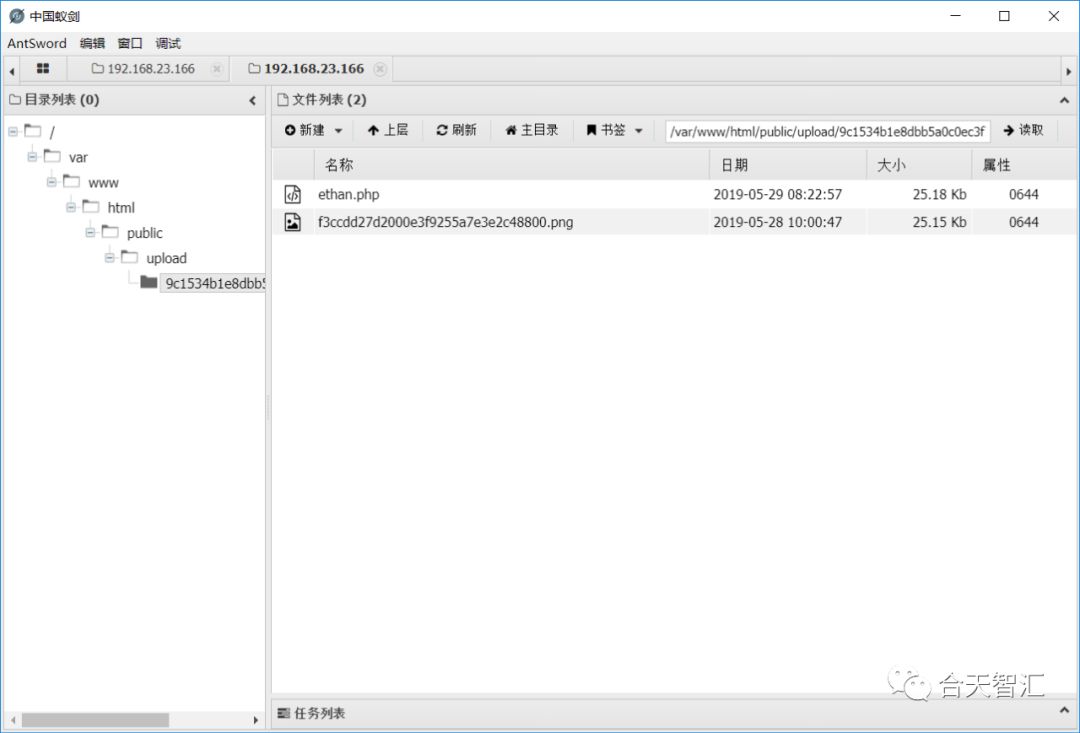 中国蚁剑
AntSword 编辑 窗口 调试
192.168.23.166 192.168.23.166
目录列表 (0)
/
var
www
html
public
upload
9c1534b1e8dbb5
文件列表 (2)
新建 上层 刷新 主目录 书签 /var/www/html/public/upload/9c1534b1e8dbb5a0c0ec3f 读取
名称 日期 大小 属性
ethan.php 2019-05-29 08:22:57 25.18 Kb 0644
f3ccdd27d2000e3f9255a7e3e2c48800.png 2019-05-28 10:00:47 25.15 Kb 0644
合天智汇
任务列表